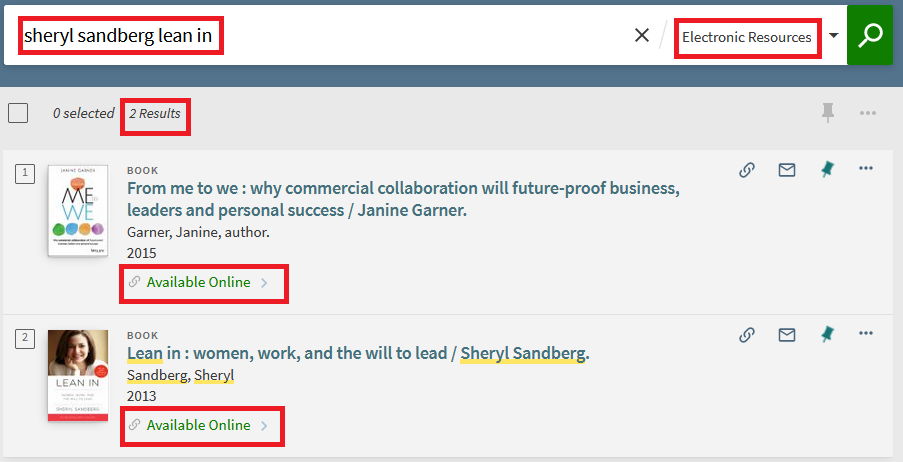 sheryl sandberg lean in
Electronic Resources
0 selected 2 Results
1
JANINE GARNER
ME
WE
BOOK
From me to we : why commercial collaboration will future-proof business,
leaders and personal success / Janine Garner.
Garner, Janine, author.
2015
Available Online
2
LEAN IN
SHERYL SANDBERG
BOOK
Lean in : women, work, and the will to lead / Sheryl Sandberg.
Sandberg, Sheryl
2013
Available Online